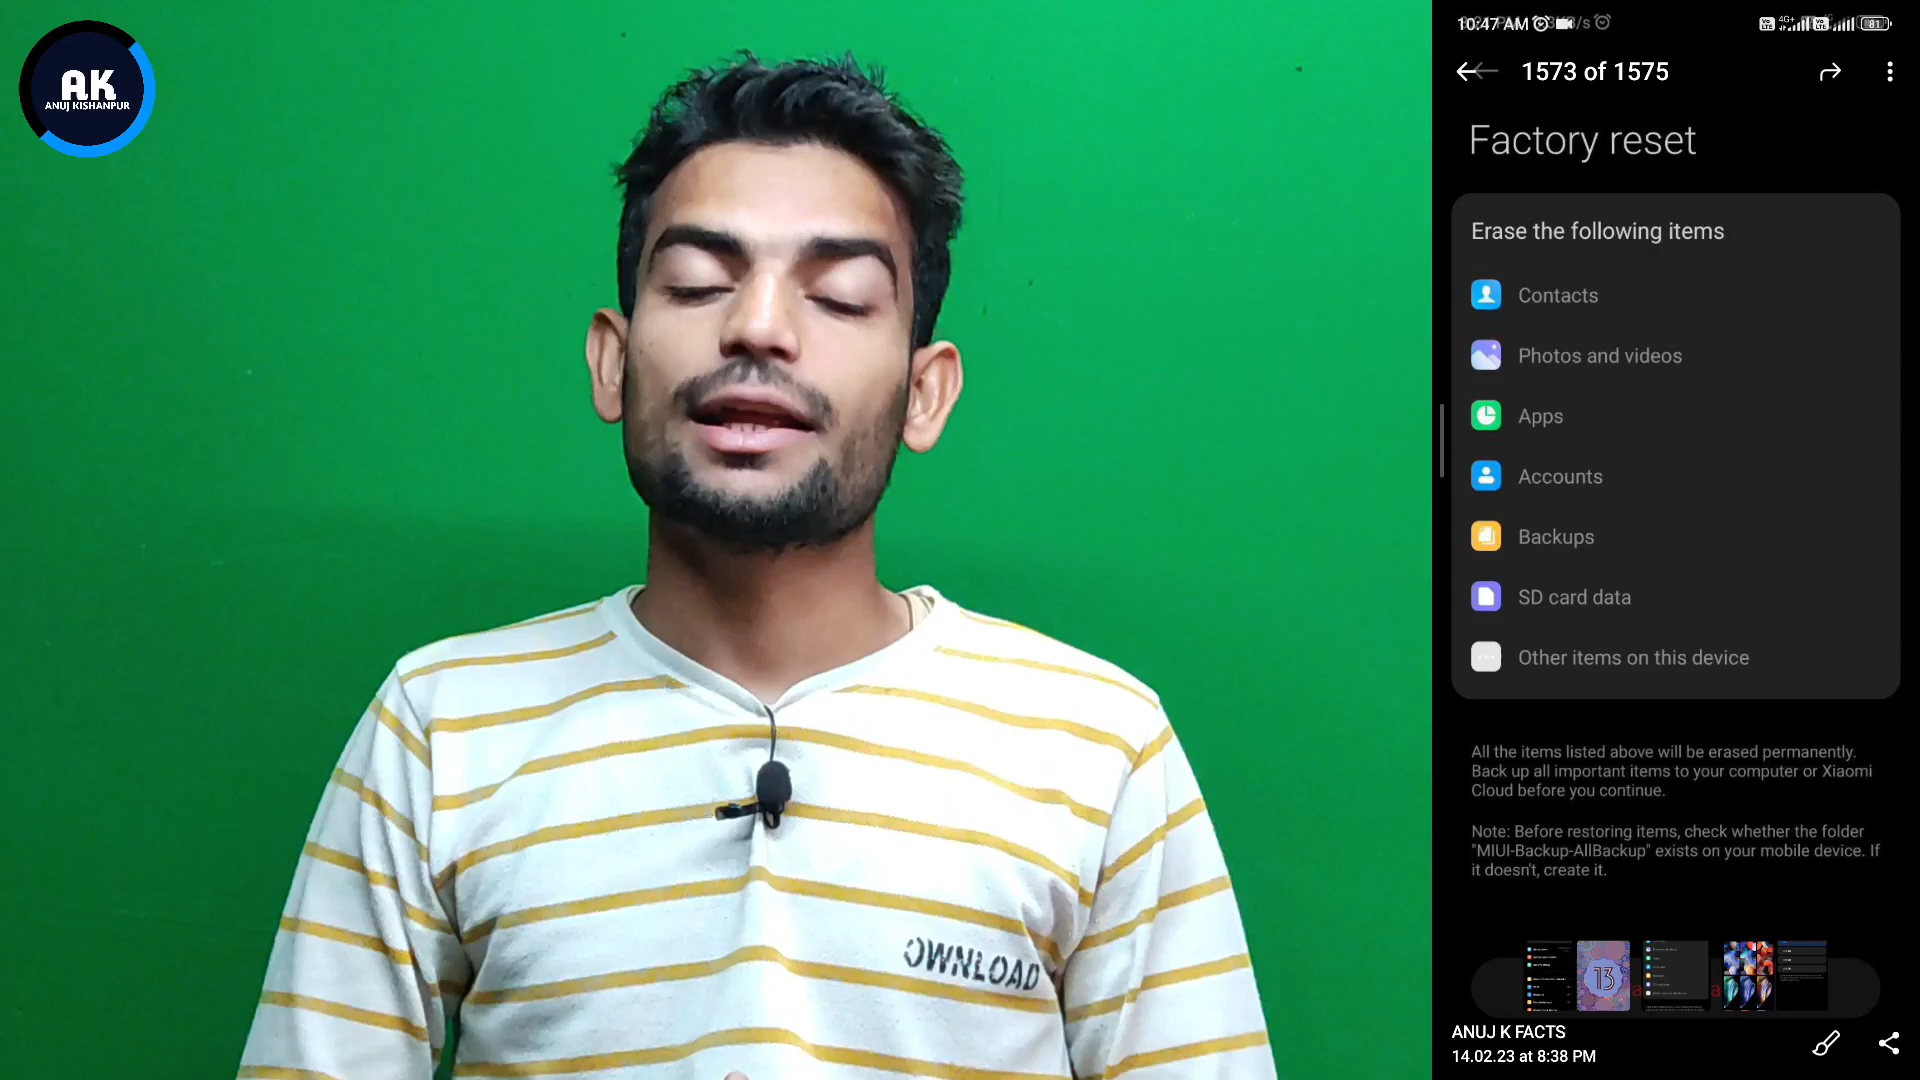 AK
ANUJ KISHANPUR
OWNLOAD
10:47 AM
4G+
81
1573 of 1575
Factory reset
Erase the following items
Contacts
Photos and videos
Apps
Accounts
Backups
SD card data
Other items on this device
All the items listed above will be erased permanently.
Back up all important items to your computer or Xiaomi
Cloud before you continue.
Note: Before restoring items, check whether the folder
"MIUI-Backup-AllBackup" exists on your mobile device. If
it doesn't, create it.
13
ANUJ K FACTS
14.02.23 at 8:38 PM